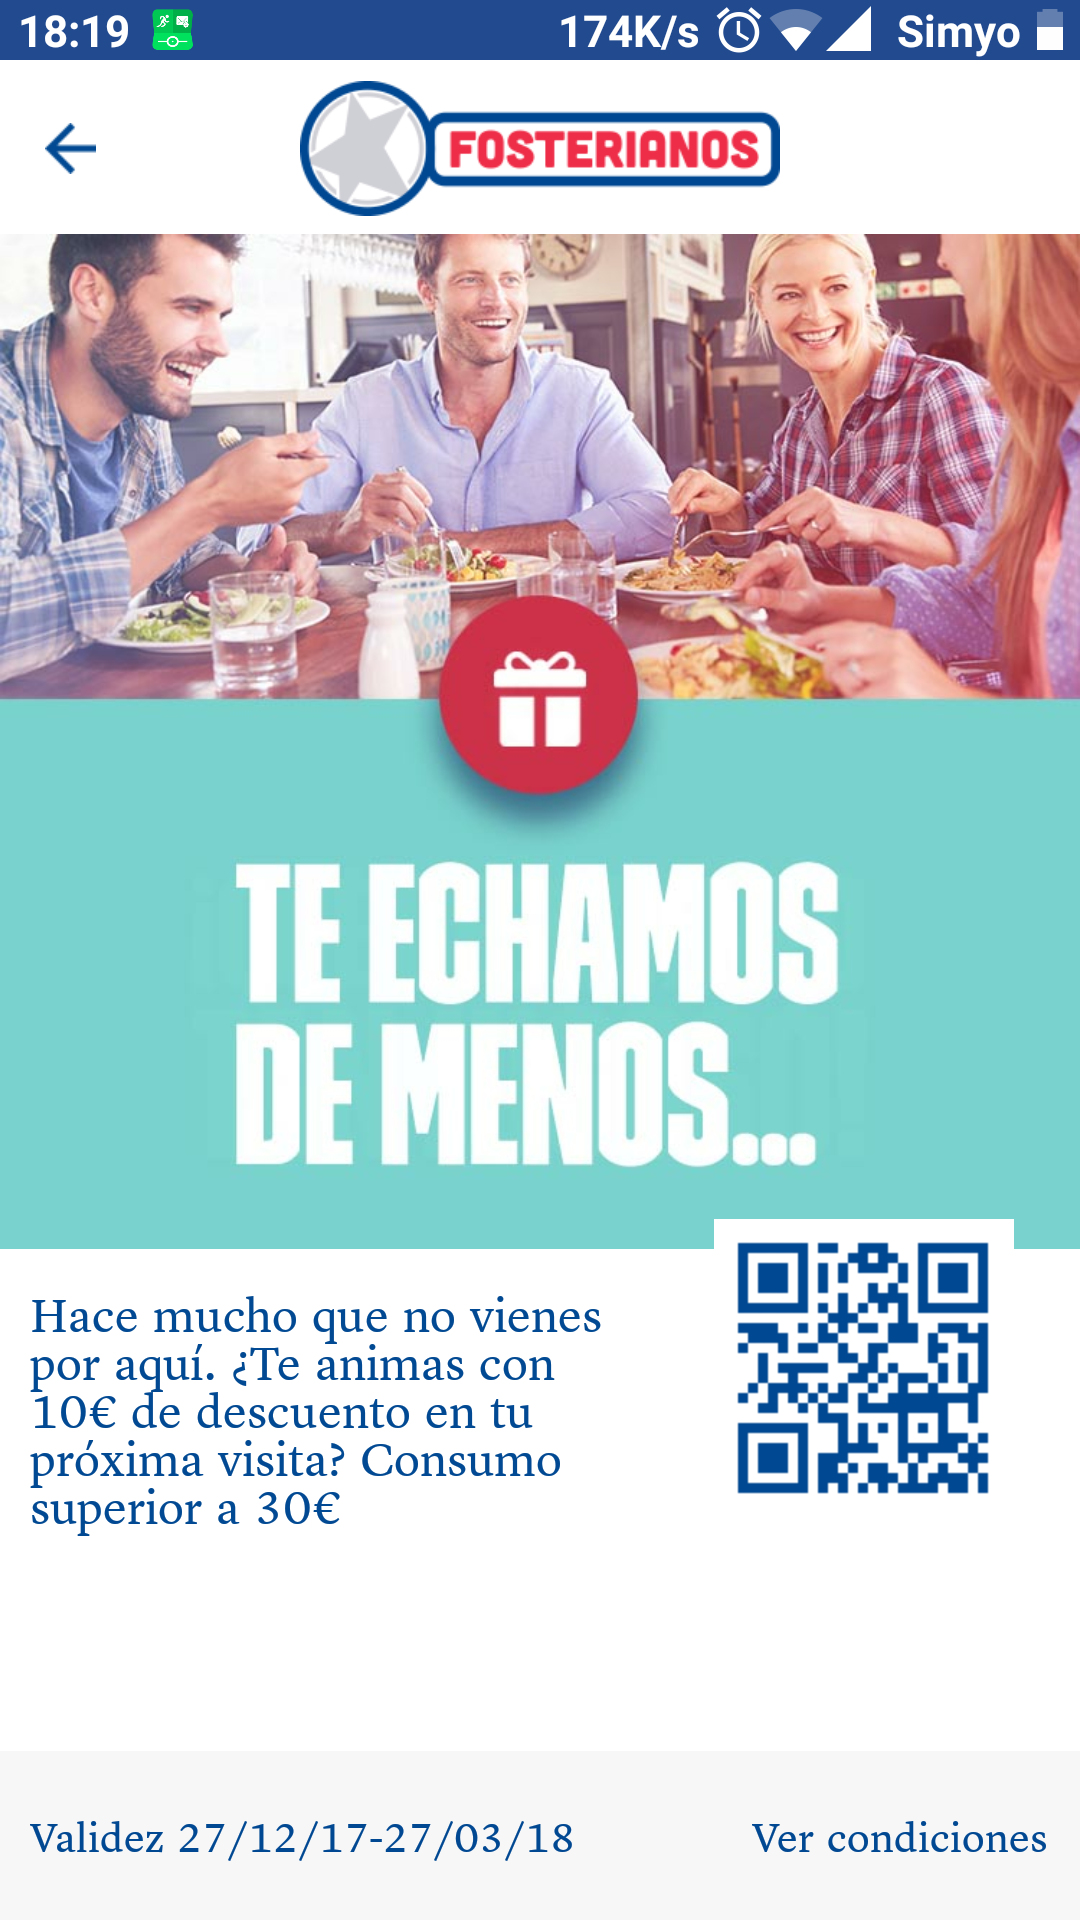 18:19 174K/s Simyo
FOSTERIANOS
TE ECHAMOS
DE MENOS...
Hace mucho que no vienes
por aquí. ¿Te animas con
10€ de descuento en tu
próxima visita? Consumo
superior a 30€
Validez 27/12/17-27/03/18 Ver condiciones